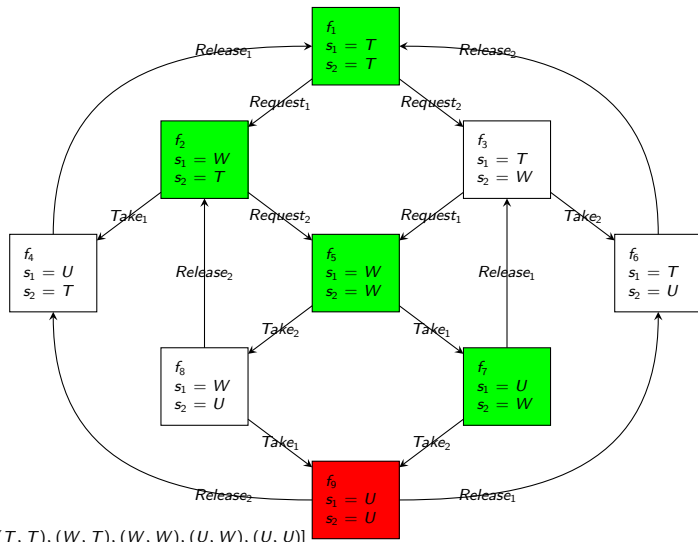 f₁
s₁ = T
s₂ = T
Release₁
Release₂
Request₁
Request₂
f₂
s₁ = W
s₂ = T
f₃
s₁ = T
s₂ = W
Take₁
Request₂
Request₁
Take₂
f₄
s₁ = U
s₂ = T
f₅
s₁ = W
s₂ = W
f₆
s₁ = T
s₂ = U
Release₂
Release₁
Take₂
Take₁
f₈
s₁ = W
s₂ = U
f₇
s₁ = U
s₂ = W
Take₁
Take₂
f₉
s₁ = U
s₂ = U
Release₂
Release₁
T, T), (W, T), (W, W), (U, W), (U, U)]